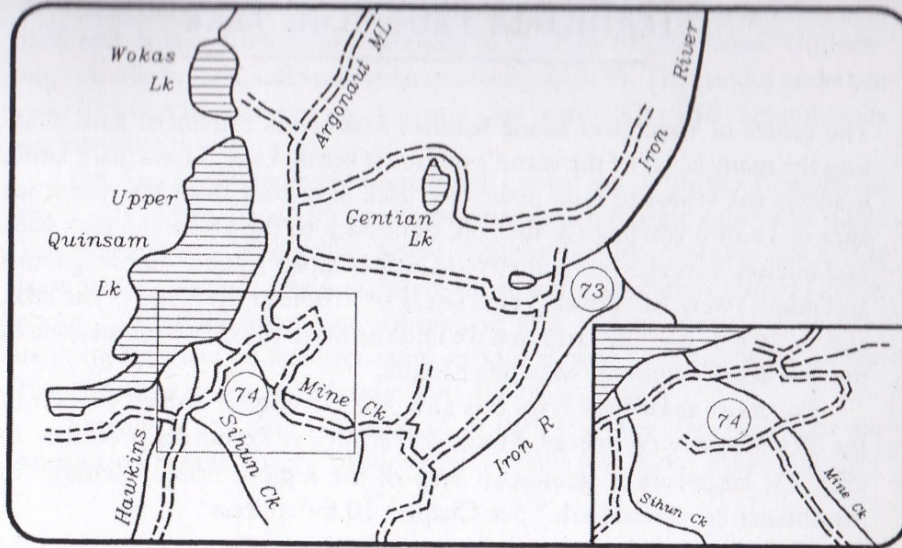 Wokas
Lk
Argonaut Ml
River
Iron
Upper
Quinsam
Lk
Gentian
Lk
73
74
Mine Ck
Hawkins
Sihun Ck
Iron R
74
Mine Ck
Sihun Ck